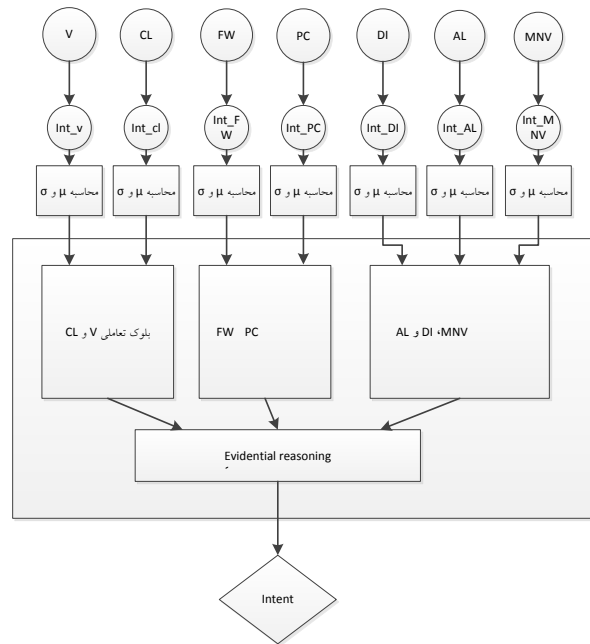 V CL FW PC DI AL MNV
Int_v Int_cl Int_F Int_PC Int_DI Int_AL Int_M
W NV
محاسبه μ و σ محاسبه μ و σ محاسبه μ و σ محاسبه μ و σ محاسبه μ و σ محاسبه μ و σ محاسبه μ و σ
بلوک تعاملی V و CL
FW PC
MNV، DI و AL
Evidential reasoning
Intent